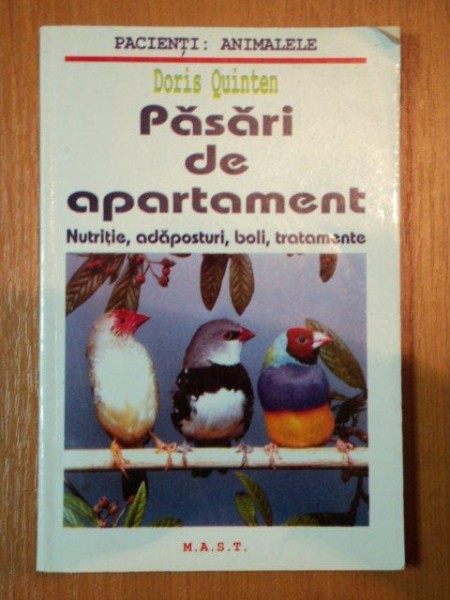 PACIENȚI: ANIMALELE
Doris Quinten
Păsări
de
apartament
Nutriție, adăposturi, boli, tratamente
M.A.S.T.